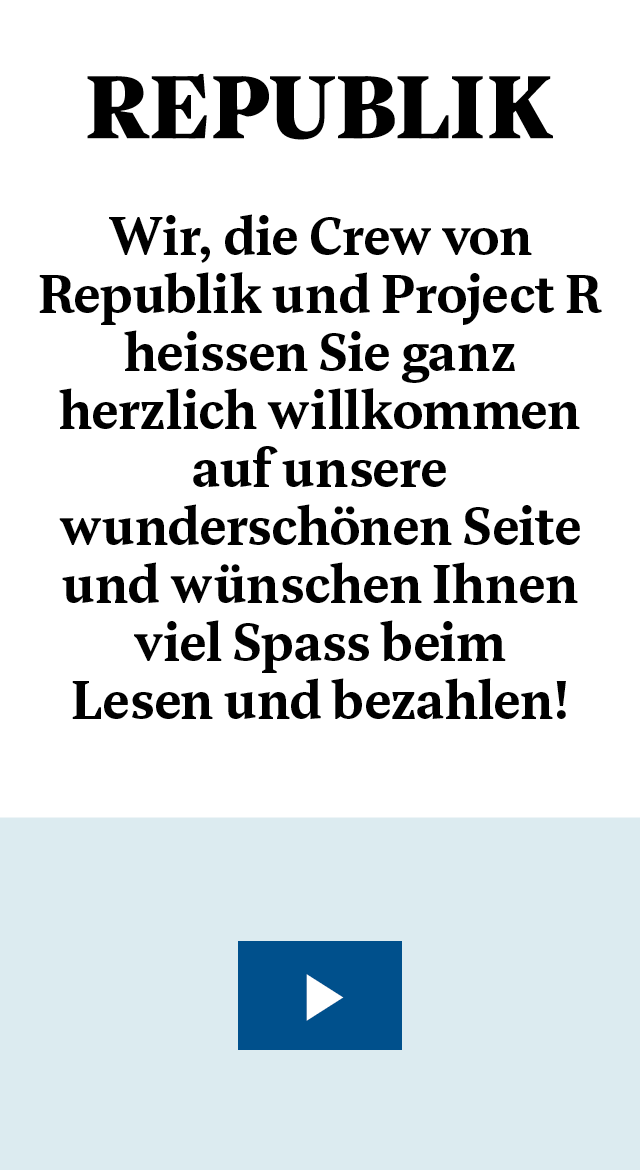 REPUBLIK
Wir, die Crew von
Republik und Project R
heissen Sie ganz
herzlich willkommen
auf unsere
wunderschönen Seite
und wünschen Ihnen
viel Spass beim
Lesen und bezahlen!